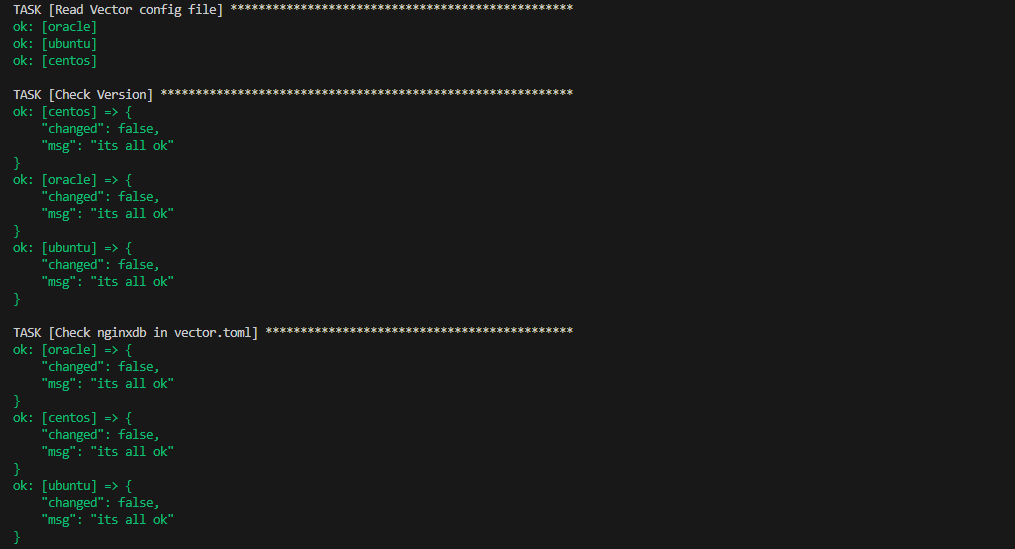 TASK [Read Vector config file] *************************************************
ok: [oracle]
ok: [ubuntu]
ok: [centos]
TASK [Check Version] ***********************************************************
ok: [centos] => {
    "changed": false,
    "msg": "its all ok"
}
ok: [oracle] => {
    "changed": false,
    "msg": "its all ok"
}
ok: [ubuntu] => {
    "changed": false,
    "msg": "its all ok"
}
TASK [Check nginxdb in vector.toml] ********************************************
ok: [oracle] => {
    "changed": false,
    "msg": "its all ok"
}
ok: [centos] => {
    "changed": false,
    "msg": "its all ok"
}
ok: [ubuntu] => {
    "changed": false,
    "msg": "its all ok"
}